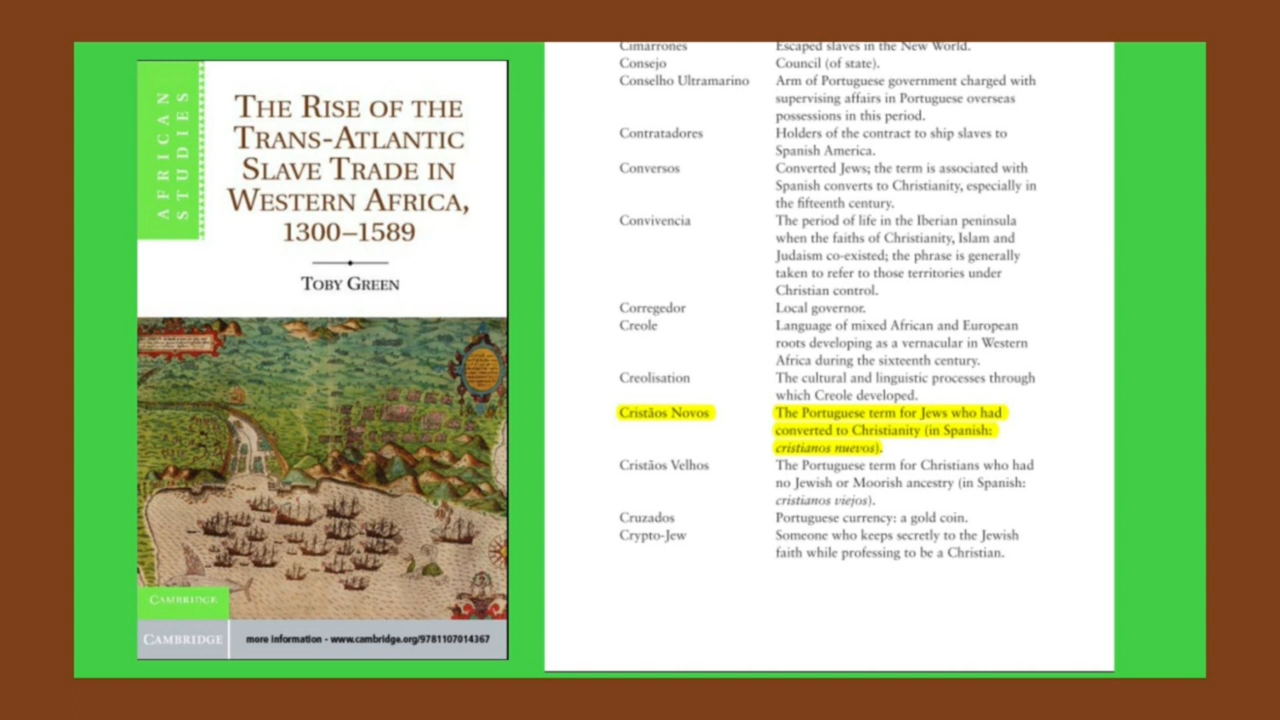 AFRICAN
STUDIES
THE RISE OF THE
TRANS-ATLANTIC
SLAVE TRADE IN
WESTERN AFRICA,
1300–1589
TOBY GREEN
CAMBRIDGE
CAMBRIDGE
more information - www.cambridge.org/9781107014367
Cimarrones Escaped slaves in the New World.
Consejo Council (of state).
Conselho Ultramarino Arm of Portuguese government charged with
supervising affairs in Portuguese overseas
possessions in this period.
Contratadores Holders of the contract to ship slaves to
Spanish America.
Conversos Converted Jews; the term is associated with
Spanish converts to Christianity, especially in
the fifteenth century.
Convivencia The period of life in the Iberian peninsula
when the faiths of Christianity, Islam and
Judaism co-existed; the phrase is generally
taken to refer to those territories under
Christian control.
Corregedor Local governor.
Creole Language of mixed African and European
roots developing as a vernacular in Western
Africa during the sixteenth century.
Creolisation The cultural and linguistic processes through
which Creole developed.
Cristãos Novos The Portuguese term for Jews who had
converted to Christianity (in Spanish:
cristianos nuevos).
Cristãos Velhos The Portuguese term for Christians who had
no Jewish or Moorish ancestry (in Spanish:
cristianos viejos).
Cruzados Portuguese currency: a gold coin.
Crypto-Jew Someone who keeps secretly to the Jewish
faith while professing to be a Christian.